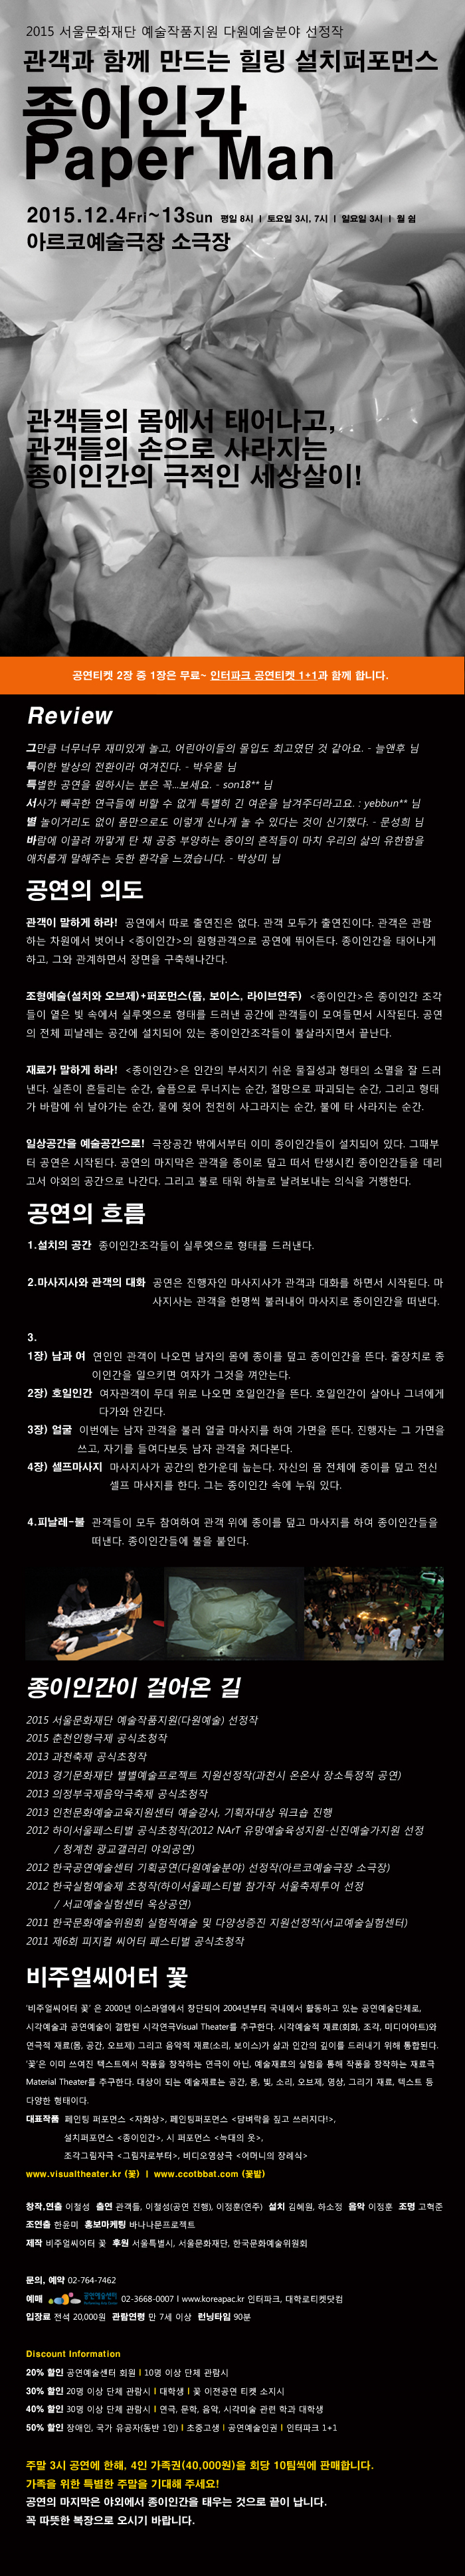 2015 서울문화재단 예술작품지원 다원예술분야 선정작
관객과 함께 만드는 힐링 설치퍼포먼스
종이인간
Paper Man
2015.12.4Fri~13Sun 평일 8시 I 토요일 3시, 7시 I 일요일 3시 I 월 쉼
아르코예술극장 소극장
관객들의 몸에서 태어나고,
관객들의 손으로 사라지는
종이인간의 극적인 세상살이!
공연티켓 2장 중 1장은 무료~ 인터파크 공연티켓 1+1과 함께 합니다.
Review
그만큼 너무너무 재미있게 놀고, 어린아이들의 몰입도 최고였던 것 같아요. - 늘앤후 님
특이한 발상의 전환이라 여겨진다. - 박우물 님
특별한 공연을 원하시는 분은 꼭...보세요. - son18** 님
서사가 빼곡한 연극들에 비할 수 없게 특별히 긴 여운을 남겨주더라고요. : yebbun** 님
별 놀이거리도 없이 몸만으로도 이렇게 신나게 놀 수 있다는 것이 신기했다. - 문성희 님
바람에 이끌려 까맣게 탄 채 공중 부양하는 종이의 흔적들이 마치 우리의 삶의 유한함을
애처롭게 말해주는 듯한 환각을 느꼈습니다. - 박상미 님
공연의 의도
관객이 말하게 하라! 공연에서 따로 출연진은 없다. 관객 모두가 출연진이다. 관객은 관람
하는 차원에서 벗어나 <종이인간>의 원형관객으로 공연에 뛰어든다. 종이인간을 태어나게
하고, 그와 관계하면서 장면을 구축해나간다.
조형예술(설치와 오브제)+퍼포먼스(몸, 보이스, 라이브연주) <종이인간>은 종이인간 조각
들이 옅은 빛 속에서 실루엣으로 형태를 드러낸 공간에 관객들이 모여들면서 시작된다. 공연
의 전체 피날레는 공간에 설치되어 있는 종이인간조각들이 불살라지면서 끝난다.
재료가 말하게 하라! <종이인간>은 인간의 부서지기 쉬운 물질성과 형태의 소멸을 잘 드러
낸다. 실존이 흔들리는 순간, 슬픔으로 무너지는 순간, 절망으로 파괴되는 순간, 그리고 형태
가 바람에 쉬 날아가는 순간, 물에 젖어 천천히 사그라지는 순간, 불에 타 사라지는 순간.
일상공간을 예술공간으로! 극장공간 밖에서부터 이미 종이인간들이 설치되어 있다. 그때부
터 공연은 시작된다. 공연의 마지막은 관객을 종이로 덮고 떠서 탄생시킨 종이인간들을 데리
고서 야외의 공간으로 나간다. 그리고 불로 태워 하늘로 날려보내는 의식을 거행한다.
공연의 흐름
1.설치의 공간 종이인간조각들이 실루엣으로 형태를 드러낸다.
2.마사지사와 관객의 대화 공연은 진행자인 마사지사가 관객과 대화를 하면서 시작된다. 마
사지사는 관객을 한명씩 불러내어 마사지로 종이인간을 떠낸다.
3.
1장) 남과 여 연인인 관객이 나오면 남자의 몸에 종이를 덮고 종이인간을 뜬다. 줄장치로 종
이인간을 일으키면 여자가 그것을 껴안는다.
2장) 호일인간 여자관객이 무대 위로 나오면 호일인간을 뜬다. 호일인간이 살아나 그녀에게
다가와 안긴다.
3장) 얼굴 이번에는 남자 관객을 불러 얼굴 마사지를 하여 가면을 뜬다. 진행자는 그 가면을
쓰고, 자기를 들여다보듯 남자 관객을 쳐다본다.
4장) 셀프마사지 마사지사가 공간의 한가운데 눕는다. 자신의 몸 전체에 종이를 덮고 전신
셀프 마사지를 한다. 그는 종이인간 속에 누워 있다.
4.피날레-불 관객들이 모두 참여하여 관객 위에 종이를 덮고 마사지를 하여 종이인간들을
떠낸다. 종이인간들에 불을 붙인다.
종이인간이 걸어온 길
2015 서울문화재단 예술작품지원(다원예술) 선정작
2015 춘천인형극제 공식초청작
2013 과천축제 공식초청작
2013 경기문화재단 별별예술프로젝트 지원선정작(과천시 온온사 장소특정적 공연)
2013 의정부국제음악극축제 공식초청작
2013 인천문화예술교육지원센터 예술강사, 기획자대상 워크숍 진행
2012 하이서울페스티벌 공식초청작(2012 NArT 유망예술육성지원-신진예술가지원 선정
/ 청계천 광교갤러리 야외공연)
2012 한국공연예술센터 기획공연(다원예술분야) 선정작(아르코예술극장 소극장)
2012 한국실험예술제 초청작(하이서울페스티벌 참가작 서울축제투어 선정
/ 서교예술실험센터 옥상공연)
2011 한국문화예술위원회 실험적예술 및 다양성증진 지원선정작(서교예술실험센터)
2011 제6회 피지컬 씨어터 페스티벌 공식초청작
비주얼씨어터 꽃
'비주얼씨어터 꽃' 은 2000년 이스라엘에서 창단되어 2004년부터 국내에서 활동하고 있는 공연예술단체로,
시각예술과 공연예술이 결합된 시각연극Visual Theater를 추구한다. 시각예술적 재료(회화, 조각, 미디어아트)와
연극적 재료(몸, 공간, 오브제) 그리고 음악적 재료(소리, 보이스)가 삶과 인간의 깊이를 드러내기 위해 통합된다.
'꽃'은 이미 쓰여진 텍스트에서 작품을 창작하는 연극이 아닌, 예술재료의 실험을 통해 작품을 창작하는 재료극
Material Theater를 추구한다. 대상이 되는 예술재료는 공간, 몸, 빛, 소리, 오브제, 영상, 그리기 재료, 텍스트 등
다양한 형태이다.
대표작품 페인팅 퍼포먼스 <자화상>, 페인팅퍼포먼스 <담벼락을 짚고 쓰러지다!>,
설치퍼포먼스 <종이인간>, 시 퍼포먼스 <늑대의 옷>,
조각그림자극 <그림자로부터>, 비디오영상극 <어머니의 장례식>
www.visualtheater.kr (꽃) I www.ccotbbat.com (꽃밭)
창작,연출 이철성 출연 관객들, 이철성(공연 진행), 이정훈(연주) 설치 김혜원, 하소정 음악 이정훈 조명 고혁준
조연출 한윤미 홍보마케팅 바나나문프로젝트
제작 비주얼씨어터 꽃 후원 서울특별시, 서울문화재단, 한국문화예술위원회
문의, 예약 02-764-7462
예매 공연예술센터 02-3668-0007 I www.koreapac.kr 인터파크, 대학로티켓닷컴
입장료 전석 20,000원 관람연령 만 7세 이상 런닝타임 90분
Discount Information
20% 할인 공연예술센터 회원 I 10명 이상 단체 관람시
30% 할인 20명 이상 단체 관람시 I 대학생 I 꽃 이전공연 티켓 소지시
40% 할인 30명 이상 단체 관람시 I 연극, 문학, 음악, 시각미술 관련 학과 대학생
50% 할인 장애인, 국가 유공자(동반 1인) I 초중고생 I 공연예술인권 I 인터파크 1+1
주말 3시 공연에 한해, 4인 가족권(40,000원)을 회당 10팀씩에 판매합니다.
가족을 위한 특별한 주말을 기대해 주세요!
공연의 마지막은 야외에서 종이인간을 태우는 것으로 끝이 납니다.
꼭 따뜻한 복장으로 오시기 바랍니다.